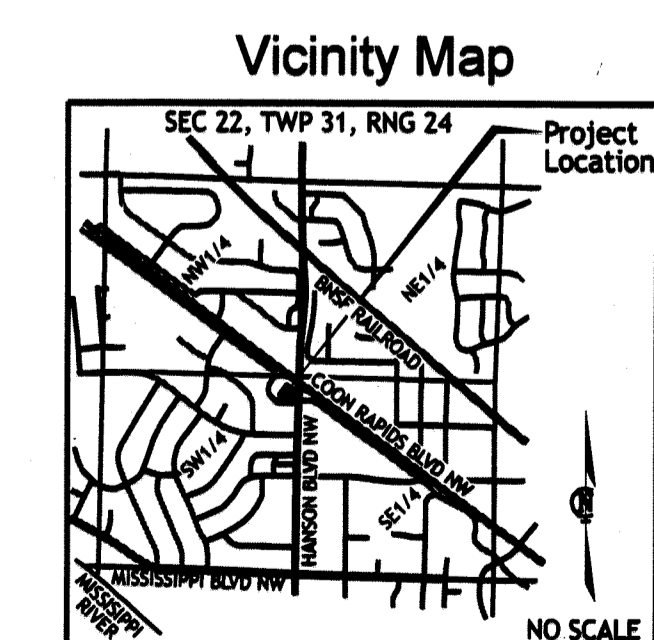 Vicinity Map
SEC 22, TWP 31, RNG 24
Project
Location
NW1/4
NE1/4
BNSF RAILROAD
COON RAPIDS BLVD NW
HANSON BLVD NW
SW1/4
SE1/4
N
MISSISSIPPI BLVD NW
MISSISIPPI
RIVER
NO SCALE